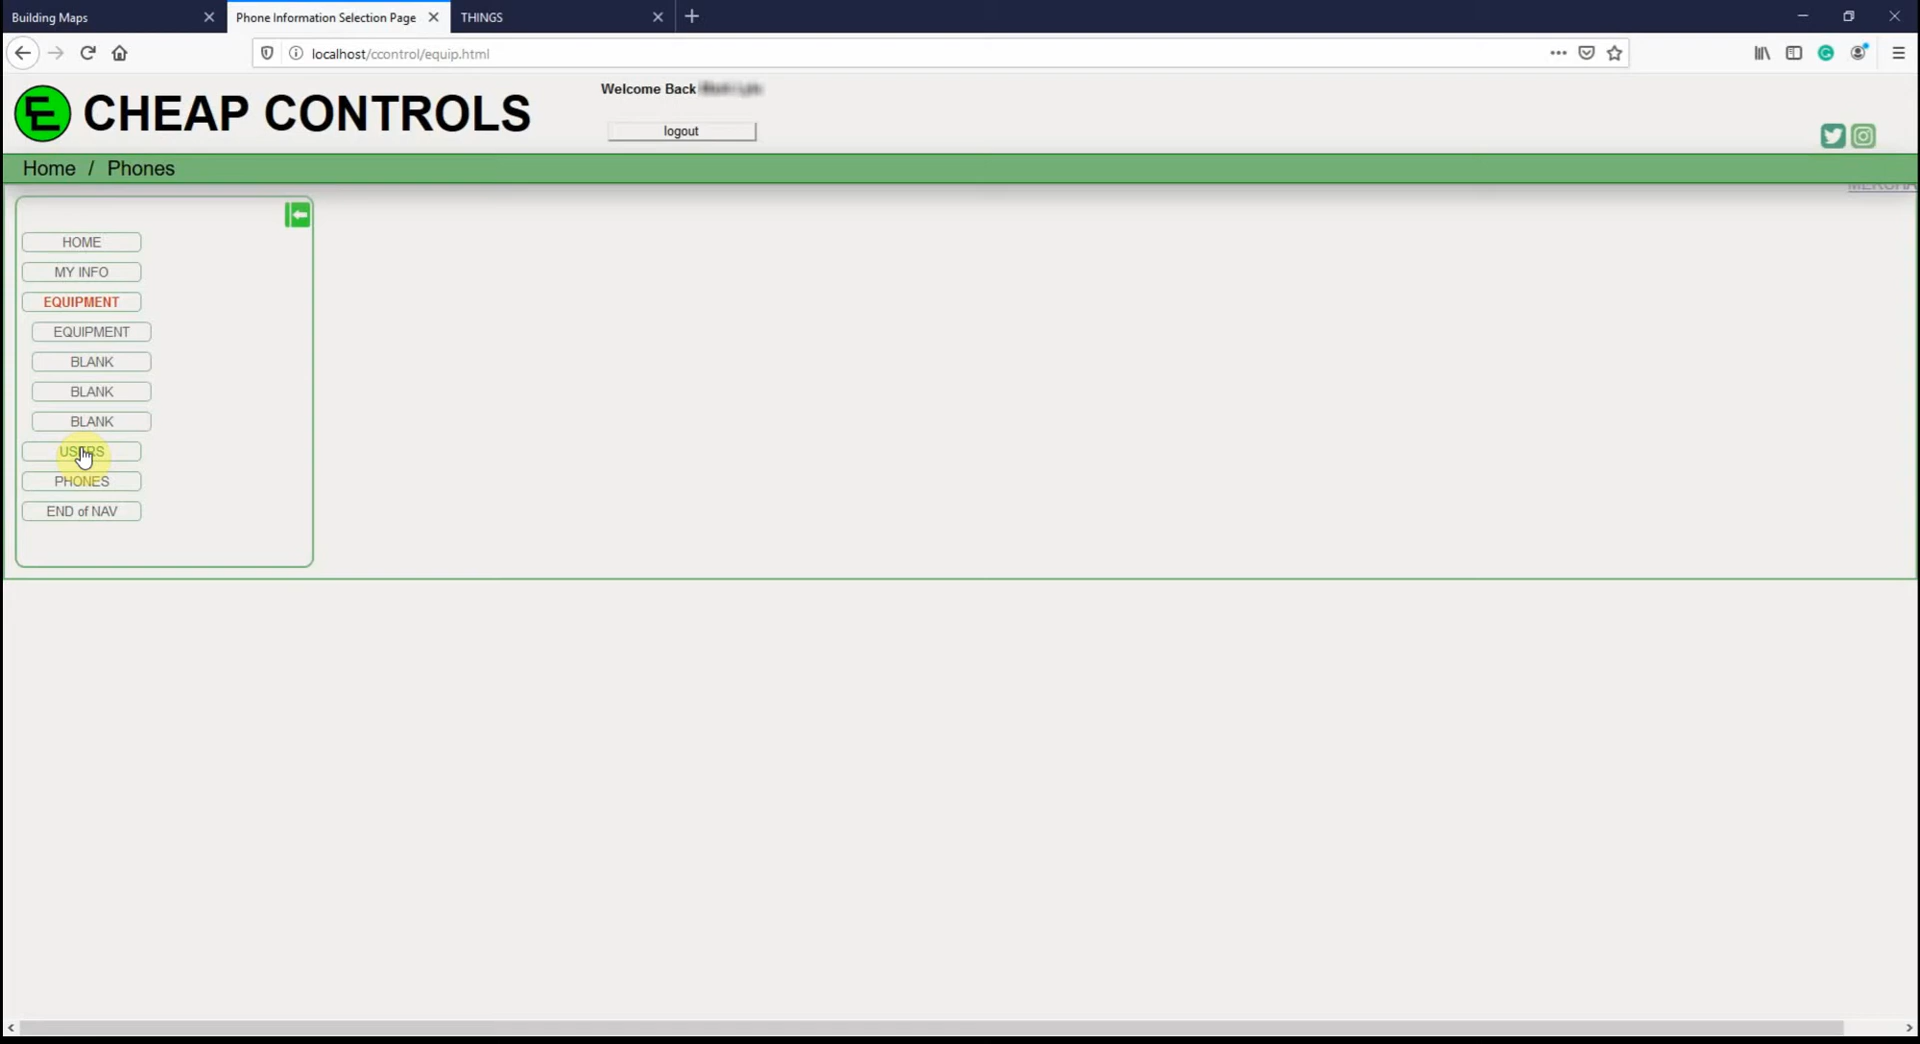 Building Maps
Phone Information Selection Page
THINGS
localhost/ccontrol/equip.html
CHEAP CONTROLS
Welcome Back
logout
Home / Phones
HOME
MY INFO
EQUIPMENT
EQUIPMENT
BLANK
BLANK
BLANK
USERS
PHONES
END of NAV